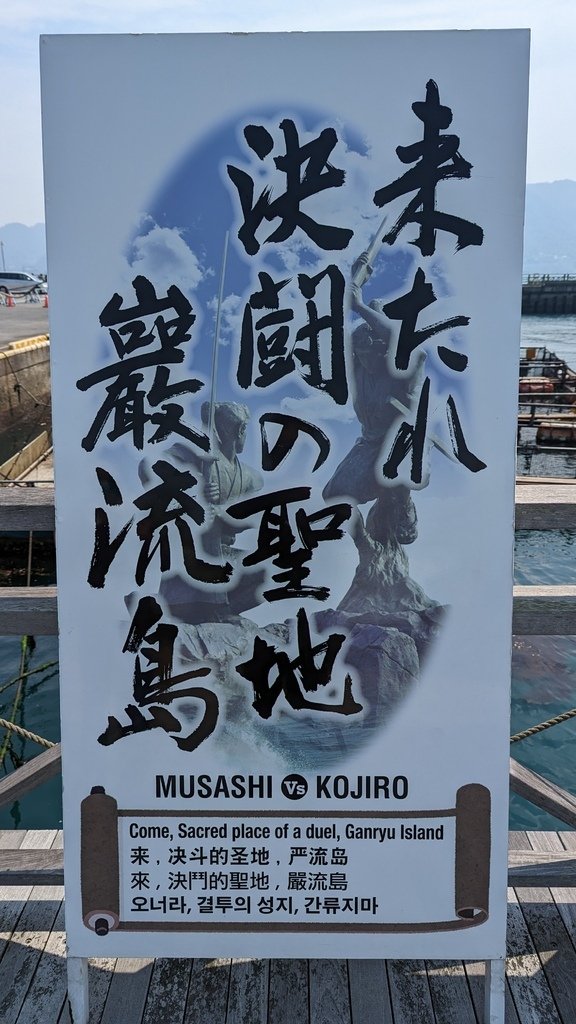 来たれ
決闘の聖地
巖流島
MUSASHI VS KOJIRO
Come, Sacred place of a duel, Ganryu Island
来，决斗的圣地，严流岛
來，決鬥的聖地，嚴流島
오너라, 결투의 성지, 간류지마